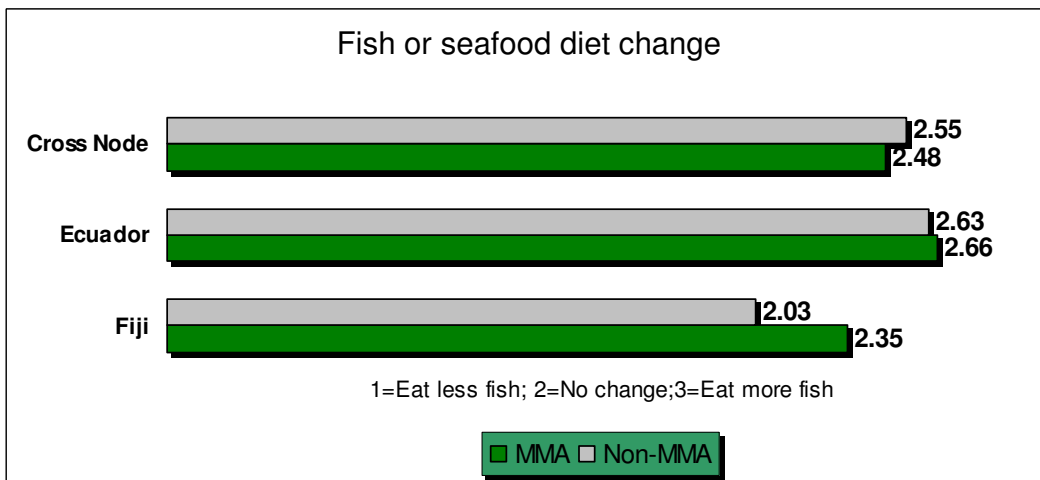 Fish or seafood diet change
Cross Node
2.55
2.48
Ecuador
2.63
2.66
Fiji
2.03
2.35
1=Eat less fish; 2=No change;3=Eat more fish
MMA Non-MMA